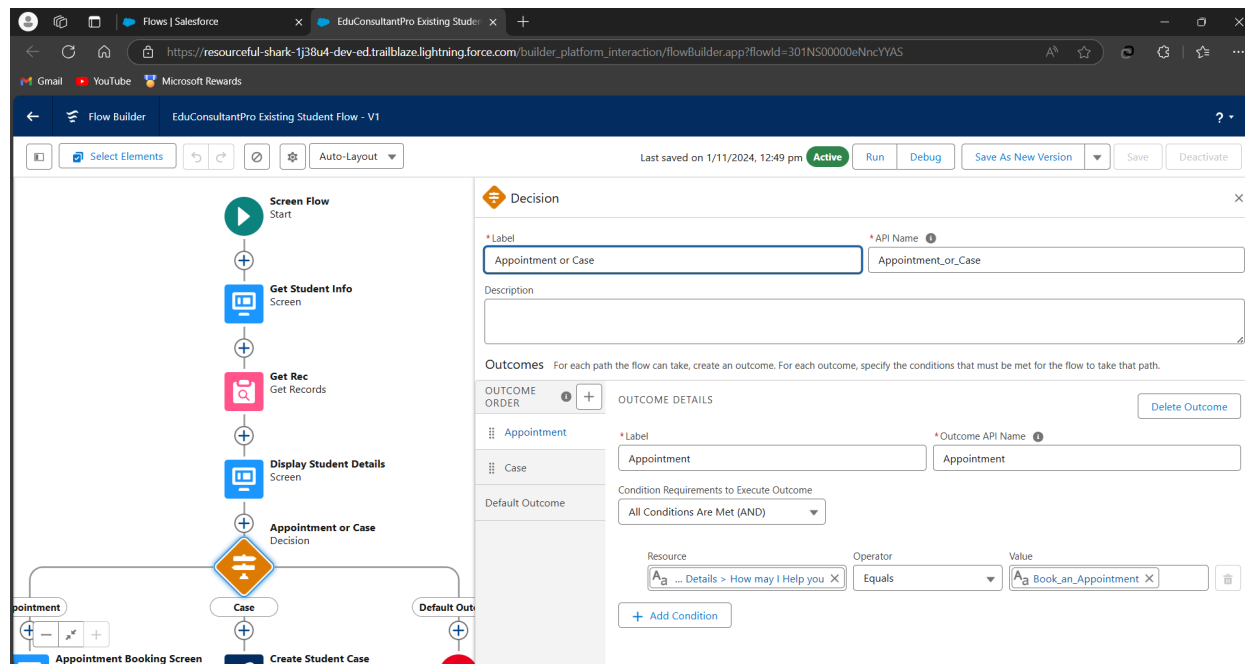 Flows | Salesforce
EduConsultantPro Existing Studen
https://resourceful-shark-1j38u4-dev-ed.trailblaze.lightning.force.com/builder_platform_interaction/flowBuilder.app?flowId=301NS00000eNncYYAS
Gmail YouTube Microsoft Rewards
Flow Builder EduConsultantPro Existing Student Flow - V1 ?
Select Elements Auto-Layout Last saved on 1/11/2024, 12:49 pm Active Run Debug Save As New Version Save Deactivate
Screen Flow
Start
Get Student Info
Screen
Get Rec
Get Records
Display Student Details
Screen
Appointment or Case
Decision
pointment) Case Default Out
Appointment Booking Screen Create Student Case
Decision
* Label * API Name
Appointment or Case Appointment_or_Case
Description
Outcomes For each path the flow can take, create an outcome. For each outcome, specify the conditions that must be met for the flow to take that path.
OUTCOME ORDER
Appointment
Case
Default Outcome
OUTCOME DETAILS Delete Outcome
* Label * Outcome API Name
Appointment Appointment
Condition Requirements to Execute Outcome
All Conditions Are Met (AND)
Resource Operator Value
Aa ... Details > How may I Help you Equals Aa Book_an_Appointment
+ Add Condition